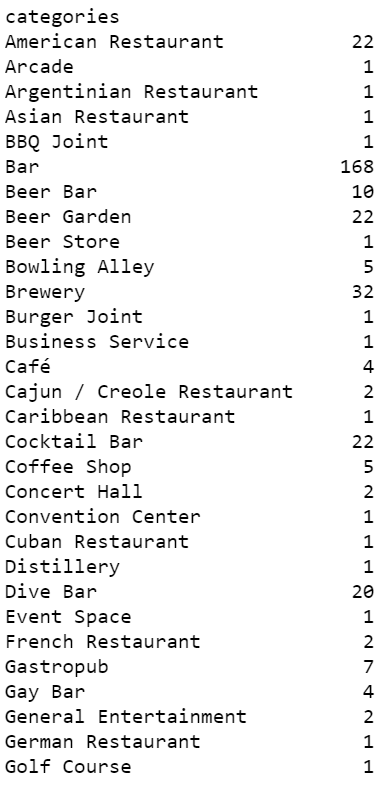 categories
American Restaurant 22
Arcade 1
Argentinian Restaurant 1
Asian Restaurant 1
BBQ Joint 1
Bar 168
Beer Bar 10
Beer Garden 22
Beer Store 1
Bowling Alley 5
Brewery 32
Burger Joint 1
Business Service 1
Café 4
Cajun / Creole Restaurant 2
Caribbean Restaurant 1
Cocktail Bar 22
Coffee Shop 5
Concert Hall 2
Convention Center 1
Cuban Restaurant 1
Distillery 1
Dive Bar 20
Event Space 1
French Restaurant 2
Gastropub 7
Gay Bar 4
General Entertainment 2
German Restaurant 1
Golf Course 1